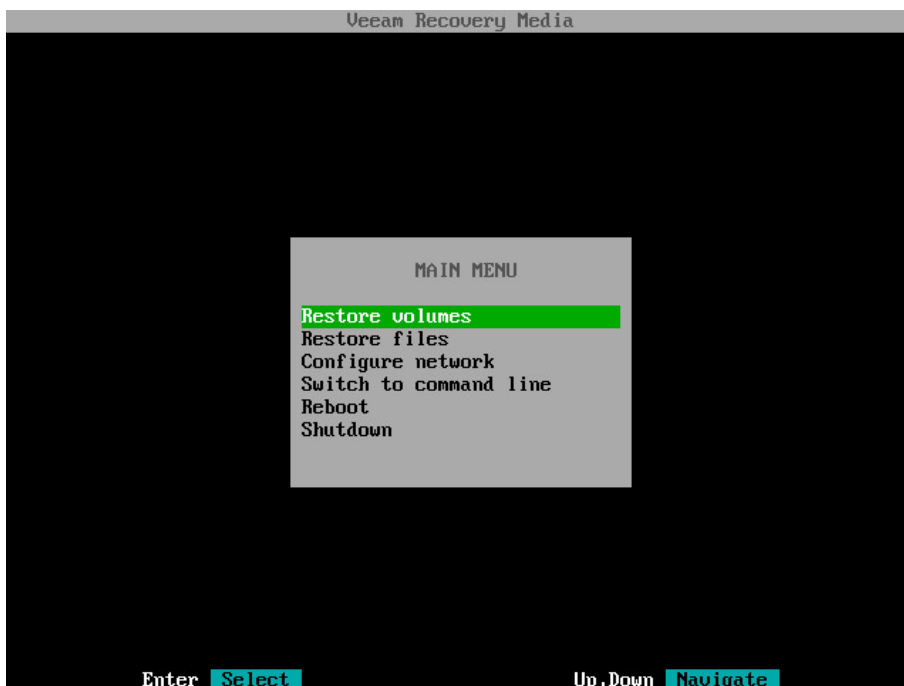 Veeam Recovery Media
MAIN MENU
Restore volumes
Restore files
Configure network
Switch to command line
Reboot
Shutdown
Enter Select Up,Down Navigate